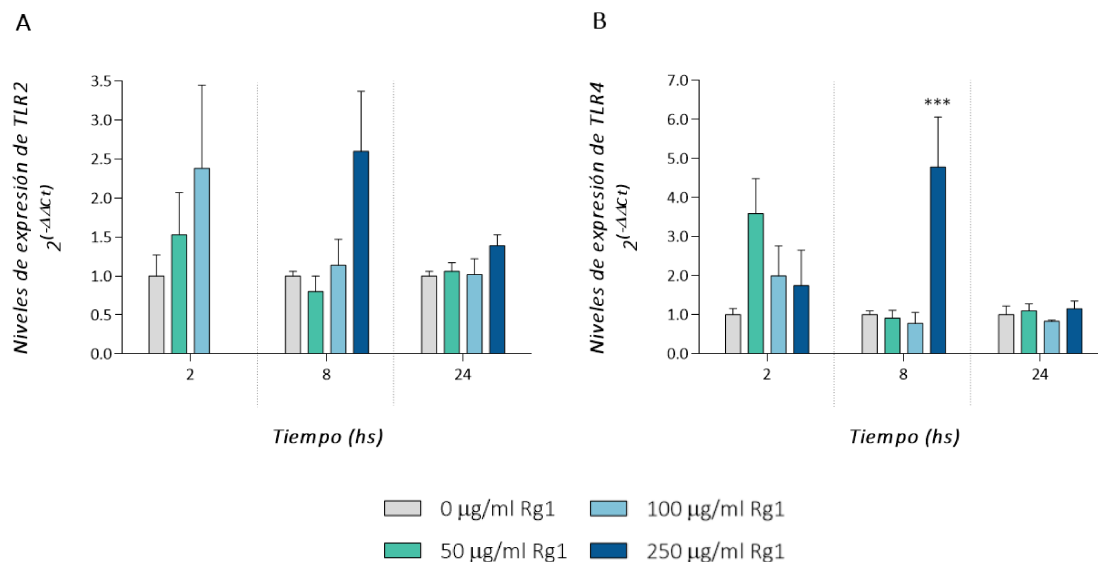 A
Niveles de expresión de TLR2
2^(-ΔΔCt)
3.5
3.0
2.5
2.0
1.5
1.0
0.5
0.0
2
8
24
Tiempo (hs)
B
Niveles de expresión de TLR4
2^(-ΔΔCt)
7.0
6.0
5.0
4.0
3.0
2.0
1.0
0.0
***
2
8
24
Tiempo (hs)
0 µg/ml Rg1
100 µg/ml Rg1
50 µg/ml Rg1
250 µg/ml Rg1